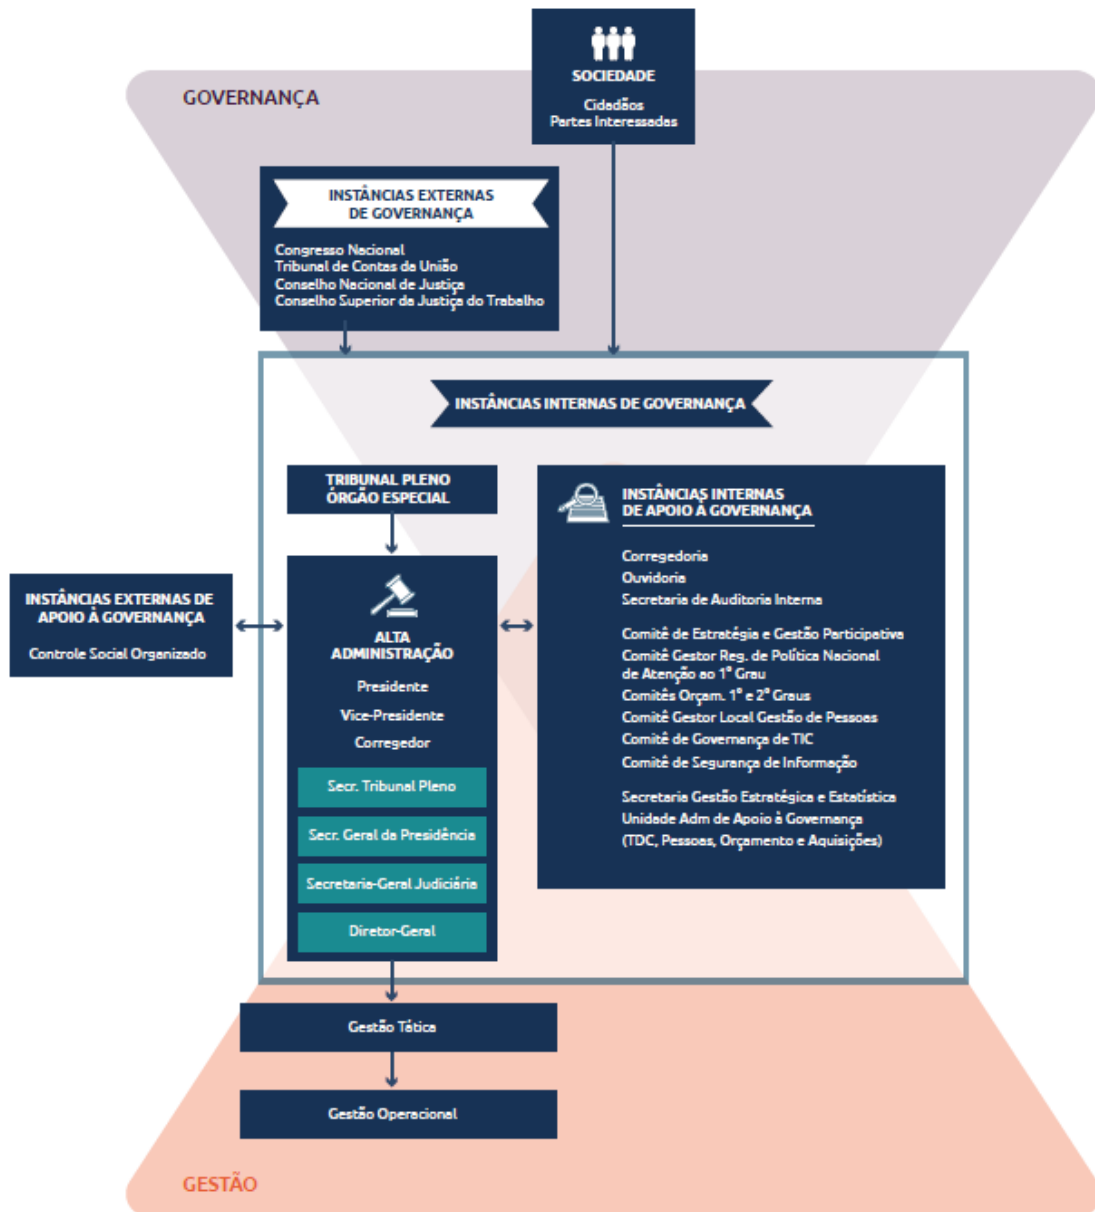 SOCIEDADE
Cidadãos
Partes Interessadas
GOVERNANÇA
INSTÂNCIAS EXTERNAS
DE GOVERNANÇA
Congresso Nacional
Tribunal de Contas da União
Conselho Nacional de Justiça
Conselho Superior da Justiça do Trabalho
INSTÂNCIAS INTERNAS DE GOVERNANÇA
TRIBUNAL PLENO
ÓRGÃO ESPECIAL
INSTÂNCIAS EXTERNAS DE
APOIO À GOVERNANÇA
Controle Social Organizado
ALTA
ADMINISTRAÇÃO
Presidente
Vice-Presidente
Corregedor
Secr. Tribunal Pleno
Secr. Geral da Presidência
Secretaria-Geral Judiciária
Diretor-Geral
INSTÂNCIAS INTERNAS
DE APOIO À GOVERNANÇA
Corregedoria
Ouvidoria
Secretaria de Auditoria Interna
Comitê de Estratégia e Gestão Participativa
Comitê Gestor Reg. de Política Nacional
de Atenção ao 1° Grau
Comitês Orçam. 1° e 2° Graus
Comitê Gestor Local Gestão de Pessoas
Comitê de Governança de TIC
Comitê de Segurança de Informação
Secretaria Gestão Estratégica e Estatística
Unidade Adm de Apoio à Governança
(TDC, Pessoas, Orçamento e Aquisições)
Gestão Tática
Gestão Operacional
GESTÃO